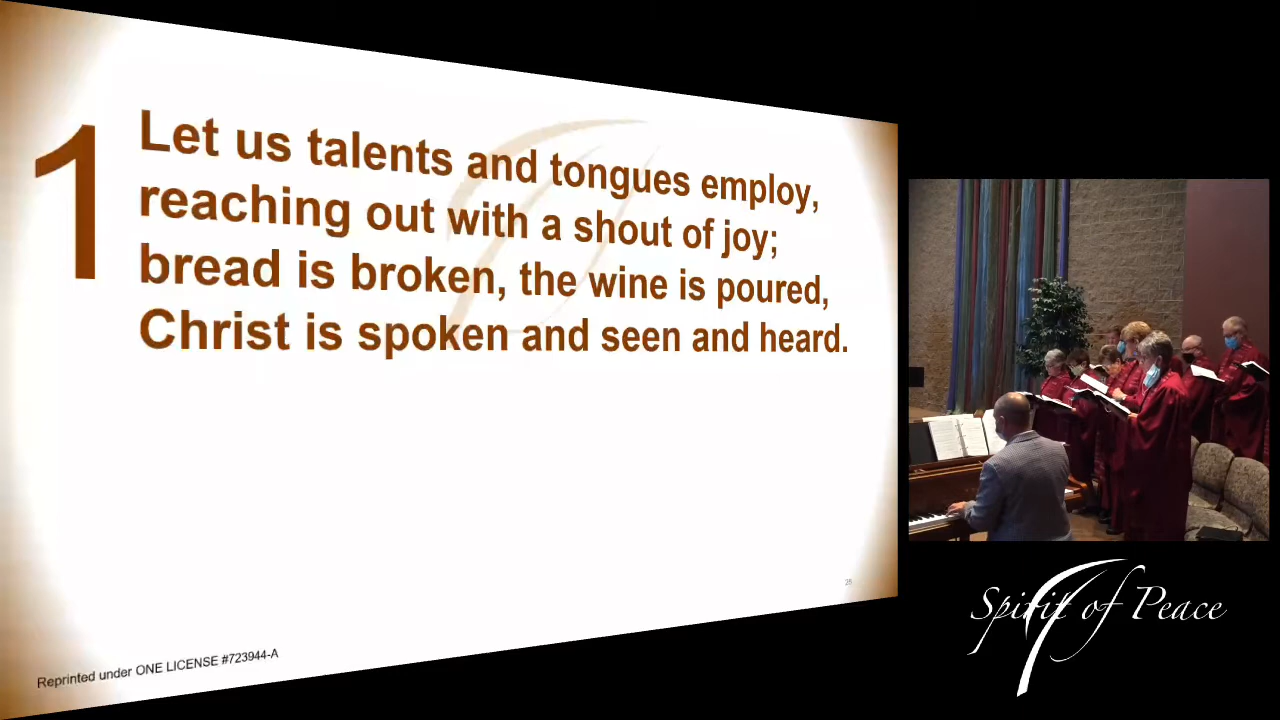 1
Let us talents and tongues employ,
reaching out with a shout of joy;
bread is broken, the wine is poured,
Christ is spoken and seen and heard.
28
Reprinted under ONE LICENSE #723944-A
Spirit of Peace